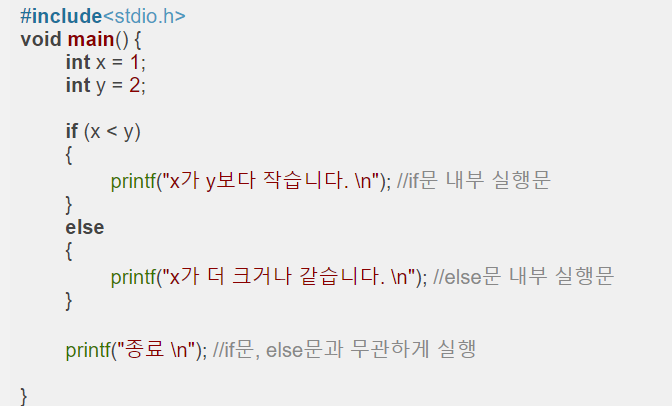 #include<stdio.h>
void main() {
int x = 1;
int y = 2;
if (x < y)
{
printf("x가 y보다 작습니다. \n"); //if문 내부 실행문
}
else
{
printf("x가 더 크거나 같습니다. \n"); //else문 내부 실행문
}
printf("종료 \n"); //if문, else문과 무관하게 실행
}